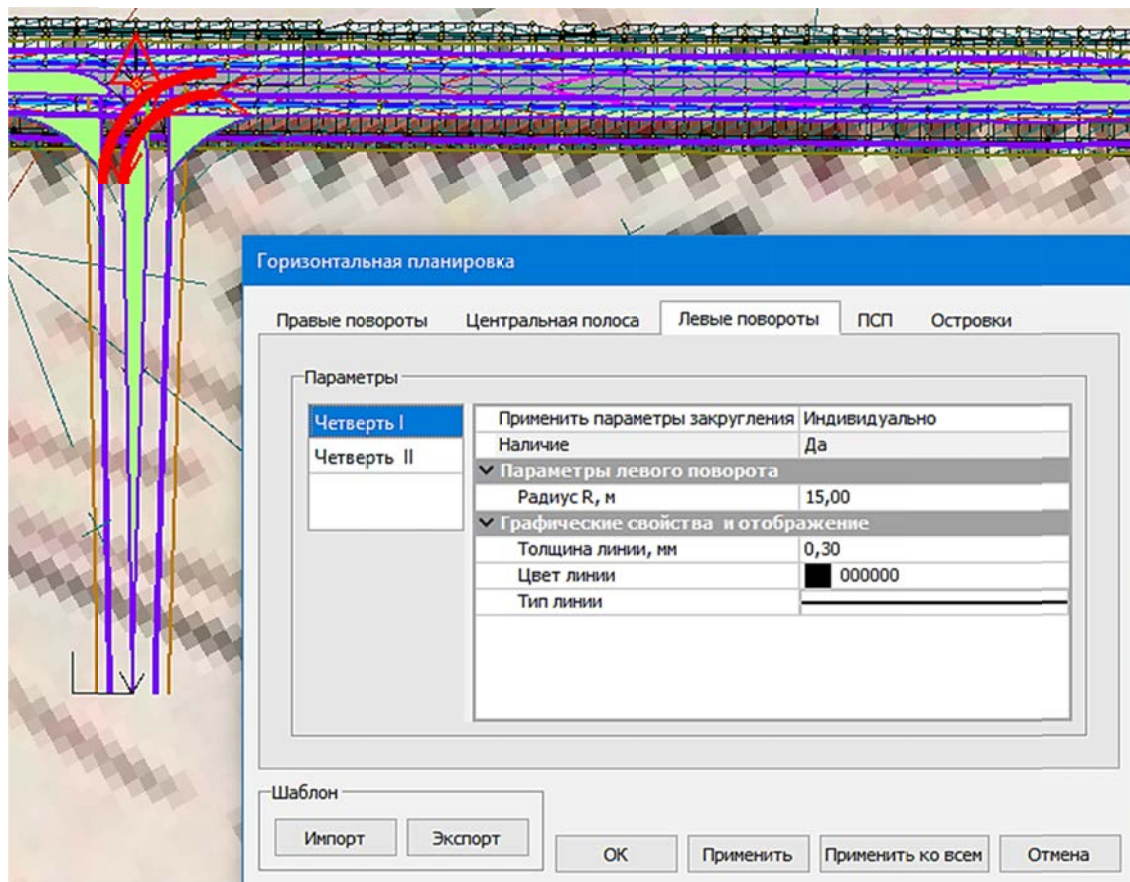 Горизонтальная планировка
Правые повороты Центральная полоса Левые повороты ПСП Островки
Параметры
Четверть I
Четверть II
Применить параметры закругления Индивидуально
Наличие Да
Параметры левого поворота
Радиус R, м 15,00
Графические свойства и отображение
Толщина линии, мм 0,30
Цвет линии 000000
Тип линии
Шаблон
Импорт Экспорт
ОК Применить Применить ко всем Отмена